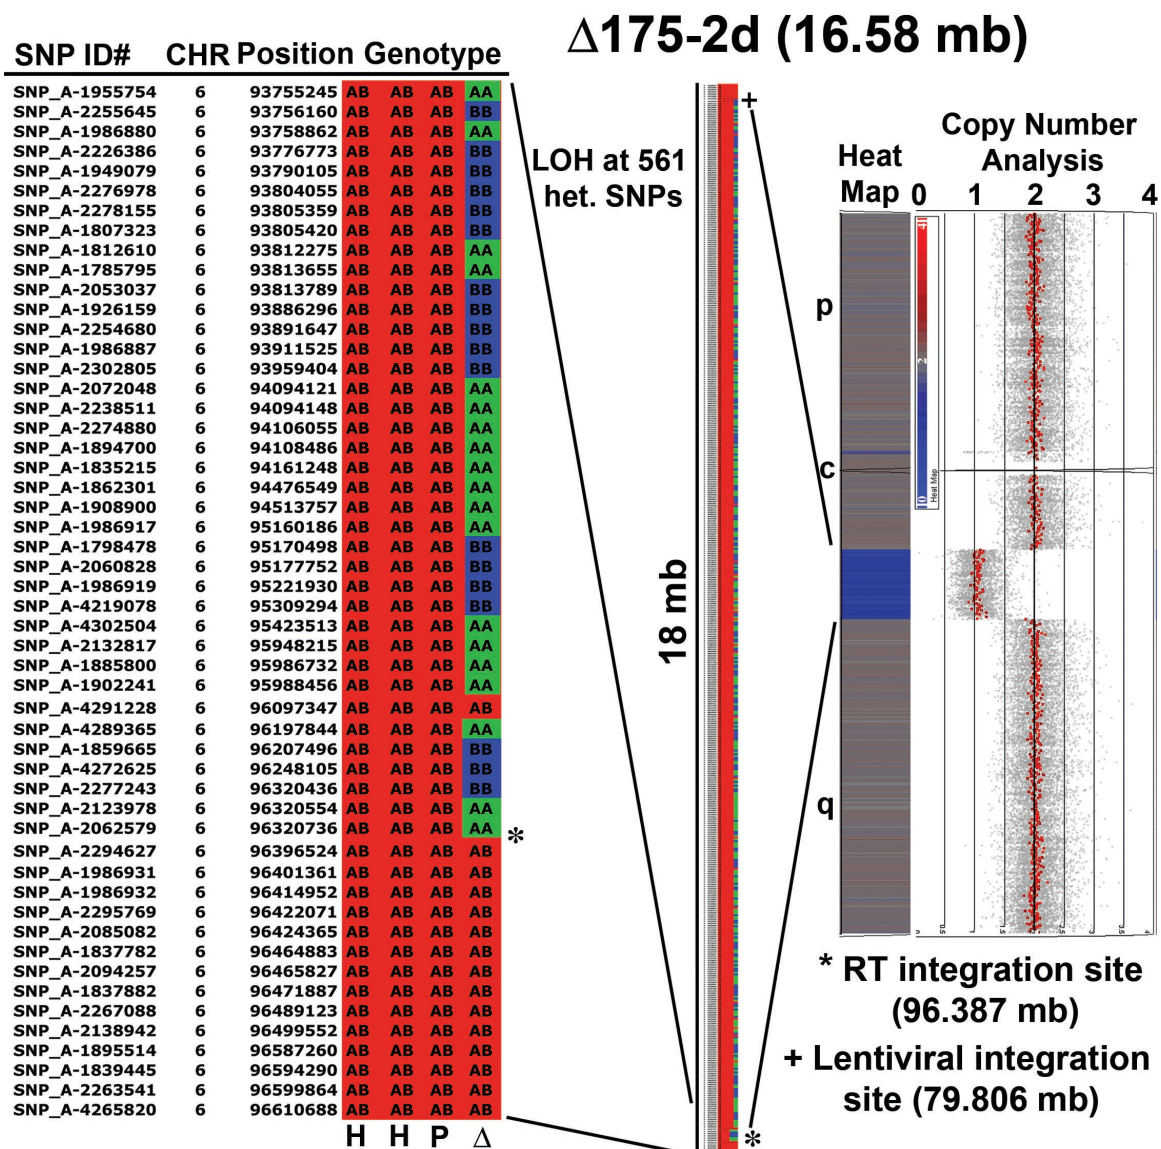 Δ175-2d (16.58 mb)
SNP ID# CHR Position Genotype
SNP_A-1955754 6 93755245 AB AB AB AA
SNP_A-2255645 6 93756160 AB AB AB BB
SNP_A-1986880 6 93758862 AB AB AB AA
SNP_A-2226386 6 93776773 AB AB AB BB
SNP_A-1949079 6 93790105 AB AB AB BB
SNP_A-2276978 6 93804055 AB AB AB BB
SNP_A-2278155 6 93805359 AB AB AB BB
SNP_A-1807323 6 93805420 AB AB AB BB
SNP_A-1812610 6 93812275 AB AB AB AA
SNP_A-1785795 6 93813655 AB AB AB AA
SNP_A-2053037 6 93813789 AB AB AB BB
SNP_A-1926159 6 93886296 AB AB AB BB
SNP_A-2254680 6 93891647 AB AB AB BB
SNP_A-1986887 6 93911525 AB AB AB BB
SNP_A-2302805 6 93959404 AB AB AB BB
SNP_A-2072048 6 94094121 AB AB AB AA
SNP_A-2238511 6 94094148 AB AB AB AA
SNP_A-2274880 6 94106055 AB AB AB AA
SNP_A-1894700 6 94108486 AB AB AB AA
SNP_A-1835215 6 94161248 AB AB AB AA
SNP_A-1862301 6 94476549 AB AB AB AA
SNP_A-1908900 6 94513757 AB AB AB AA
SNP_A-1986917 6 95160186 AB AB AB AA
SNP_A-1798478 6 95170498 AB AB AB BB
SNP_A-2060828 6 95177752 AB AB AB BB
SNP_A-1986919 6 95221930 AB AB AB BB
SNP_A-4219078 6 95309294 AB AB AB BB
SNP_A-4302504 6 95423513 AB AB AB AA
SNP_A-2132817 6 95948215 AB AB AB AA
SNP_A-1885800 6 95986732 AB AB AB AA
SNP_A-1902241 6 95988456 AB AB AB AA
SNP_A-4291228 6 96097347 AB AB AB AB
SNP_A-4289365 6 96197844 AB AB AB AA
SNP_A-1859665 6 96207496 AB AB AB BB
SNP_A-4272625 6 96248105 AB AB AB BB
SNP_A-2277243 6 96320436 AB AB AB BB
SNP_A-2123978 6 96320554 AB AB AB AA
SNP_A-2062579 6 96320736 AB AB AB AA *
SNP_A-2294627 6 96396524 AB AB AB AB
SNP_A-1986931 6 96401361 AB AB AB AB
SNP_A-1986932 6 96414952 AB AB AB AB
SNP_A-2295769 6 96422071 AB AB AB AB
SNP_A-2085082 6 96424365 AB AB AB AB
SNP_A-1837782 6 96464883 AB AB AB AB
SNP_A-2094257 6 96465827 AB AB AB AB
SNP_A-1837882 6 96471887 AB AB AB AB
SNP_A-2267088 6 96489123 AB AB AB AB
SNP_A-2138942 6 96499552 AB AB AB AB
SNP_A-1895514 6 96587260 AB AB AB AB
SNP_A-1839445 6 96594290 AB AB AB AB
SNP_A-2263541 6 96599864 AB AB AB AB
SNP_A-4265820 6 96610688 AB AB AB AB
H H P Δ
LOH at 561
het. SNPs
18 mb
+
*
Heat
Map
Copy Number
Analysis
0 1 2 3 4
p
c
q
4
2
0
Heat Map
0 0.5 1 1.5 2 2.5 3 3.5 4
* RT integration site
(96.387 mb)
+ Lentiviral integration
site (79.806 mb)